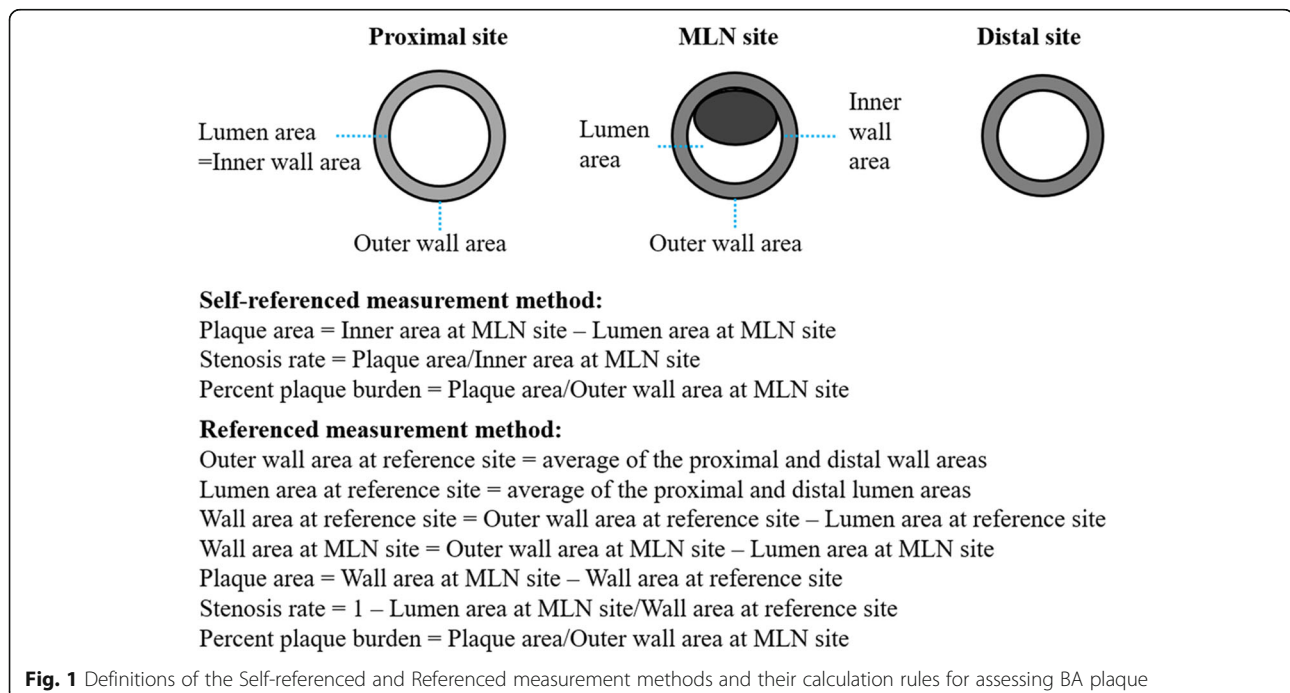 Proximal site
MLN site
Distal site
Lumen area
=Inner wall area
Outer wall area
Lumen
area
Inner
wall
area
Outer wall area
Self-referenced measurement method:
Plaque area = Inner area at MLN site – Lumen area at MLN site
Stenosis rate = Plaque area/Inner area at MLN site
Percent plaque burden = Plaque area/Outer wall area at MLN site
Referenced measurement method:
Outer wall area at reference site = average of the proximal and distal wall areas
Lumen area at reference site = average of the proximal and distal lumen areas
Wall area at reference site = Outer wall area at reference site – Lumen area at reference site
Wall area at MLN site = Outer wall area at MLN site – Lumen area at MLN site
Plaque area = Wall area at MLN site – Wall area at reference site
Stenosis rate = 1 – Lumen area at MLN site/Wall area at reference site
Percent plaque burden = Plaque area/Outer wall area at MLN site
Fig. 1 Definitions of the Self-referenced and Referenced measurement methods and their calculation rules for assessing BA plaque